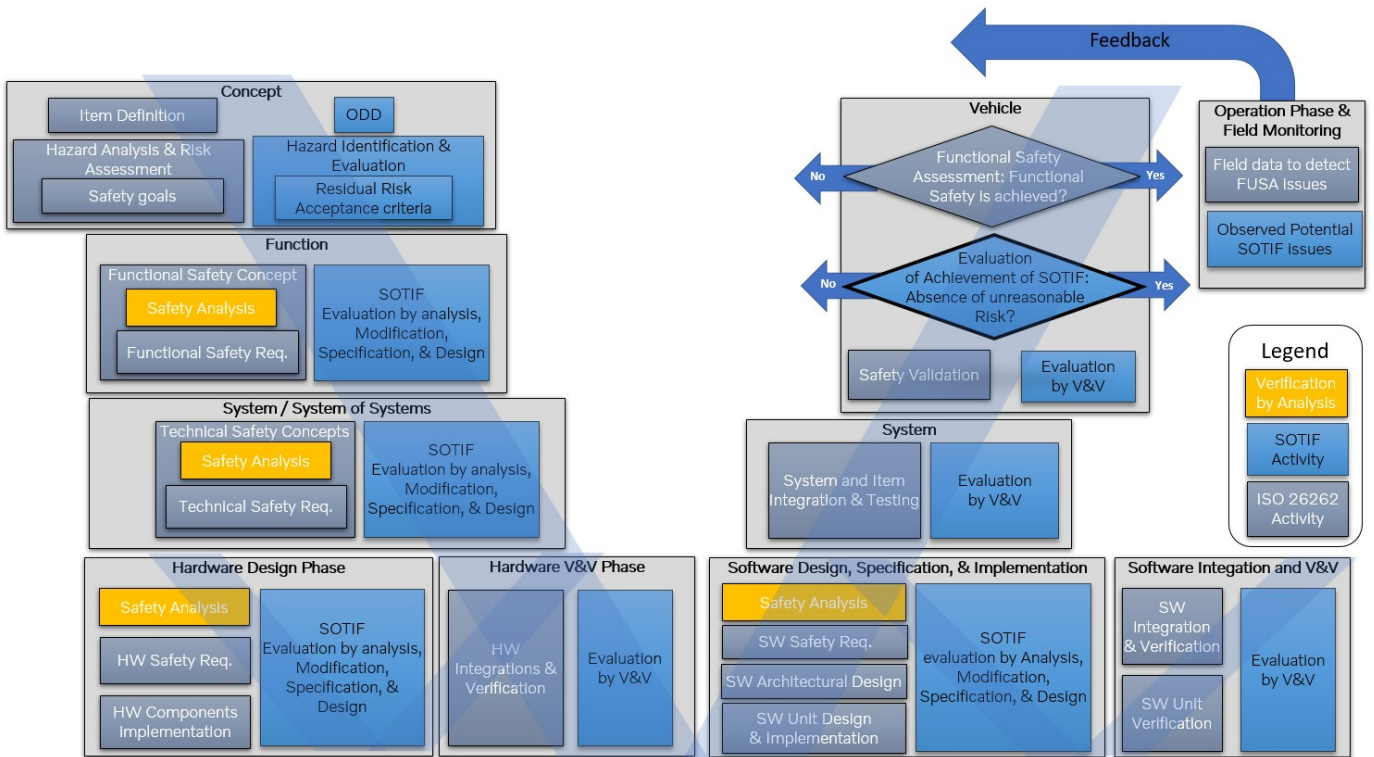 Feedback
Concept
Item Definition
ODD
Hazard Analysis & Risk
Assessment
Safety goals
Hazard Identification &
Evaluation
Residual Risk
Acceptance criteria
Function
Functional Safety Concept
Safety Analysis
Functional Safety Req.
SOTIF
Evaluation by analysis,
Modification,
Specification, & Design
System / System of Systems
Technical Safety Concepts
Safety Analysis
Technical Safety Req.
SOTIF
Evaluation by analysis,
Modification,
Specification, & Design
Hardware Design Phase
Safety Analysis
HW Safety Req.
HW Components
Implementation
SOTIF
Evaluation by analysis,
Modification,
Specification, &
Design
Hardware V&V Phase
HW
Integrations &
Verification
Evaluation
by V&V
Vehicle
No
Functional Safety
Assessment: Functional
Safety is achieved?
Yes
No
Evaluation
of Achievement of SOTIF:
Absence of unreasonable
Risk?
Yes
Safety Validation
Evaluation
by V&V
Operation Phase &
Field Monitoring
Field data to detect
FUSA Issues
Observed Potential
SOTIF issues
System
System and Item
Integration & Testing
Evaluation
by V&V
Legend
Verification
by Analysis
SOTIF
Activity
ISO 26262
Activity
Software Design, Specification, & Implementation
Safety Analysis
SW Safety Req.
SW Architectural Design
SW Unit Design
& Implementation
SOTIF
evaluation by Analysis,
Modification,
Specification, & Design
Software Integation and V&V
SW
Integration
& Verification
SW Unit
Verification
Evaluation
by V&V